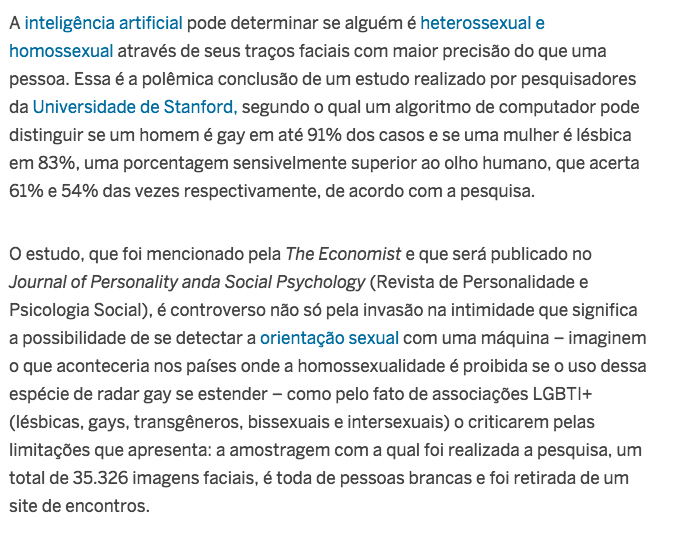 A inteligência artificial pode determinar se alguém é heterossexual e
homossexual através de seus traços faciais com maior precisão do que uma
pessoa. Essa é a polêmica conclusão de um estudo realizado por pesquisadores
da Universidade de Stanford, segundo o qual um algoritmo de computador pode
distinguir se um homem é gay em até 91% dos casos e se uma mulher é lésbica
em 83%, uma porcentagem sensivelmente superior ao olho humano, que acerta
61% e 54% das vezes respectivamente, de acordo com a pesquisa.
O estudo, que foi mencionado pela The Economist e que será publicado no
Journal of Personality anda Social Psychology (Revista de Personalidade e
Psicologia Social), é controverso não só pela invasão na intimidade que significa
a possibilidade de se detectar a orientação sexual com uma máquina – imaginem
o que aconteceria nos países onde a homossexualidade é proibida se o uso dessa
espécie de radar gay se estender – como pelo fato de associações LGBTI+
(lésbicas, gays, transgêneros, bissexuais e intersexuais) o criticarem pelas
limitações que apresenta: a amostragem com a qual foi realizada a pesquisa, um
total de 35.326 imagens faciais, é toda de pessoas brancas e foi retirada de um
site de encontros.